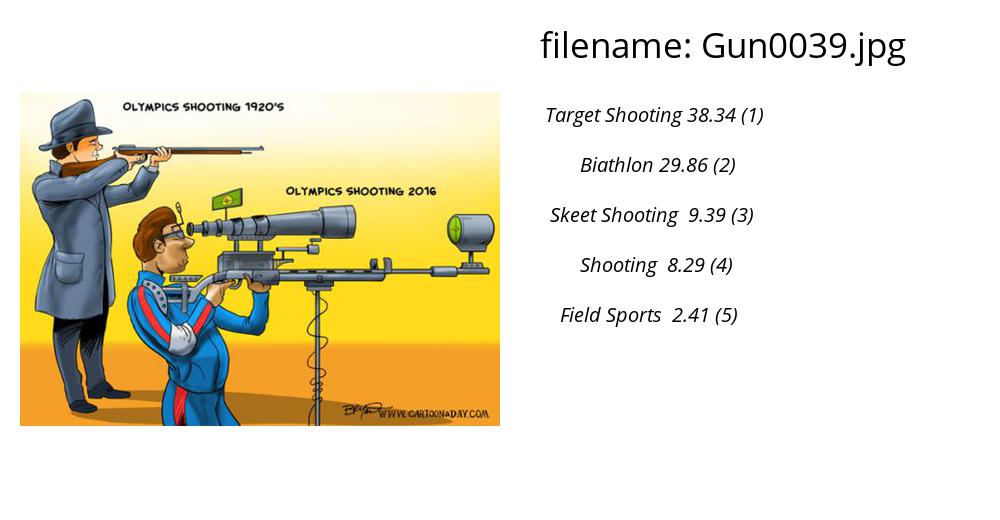 filename: Gun0039.jpg
OLYMPICS SHOOTING 1920'S
OLYMPICS SHOOTING 2016
WWW.CARTOONADAY.COM
Target Shooting 38.34 (1)
Biathlon 29.86 (2)
Skeet Shooting 9.39 (3)
Shooting 8.29 (4)
Field Sports 2.41 (5)